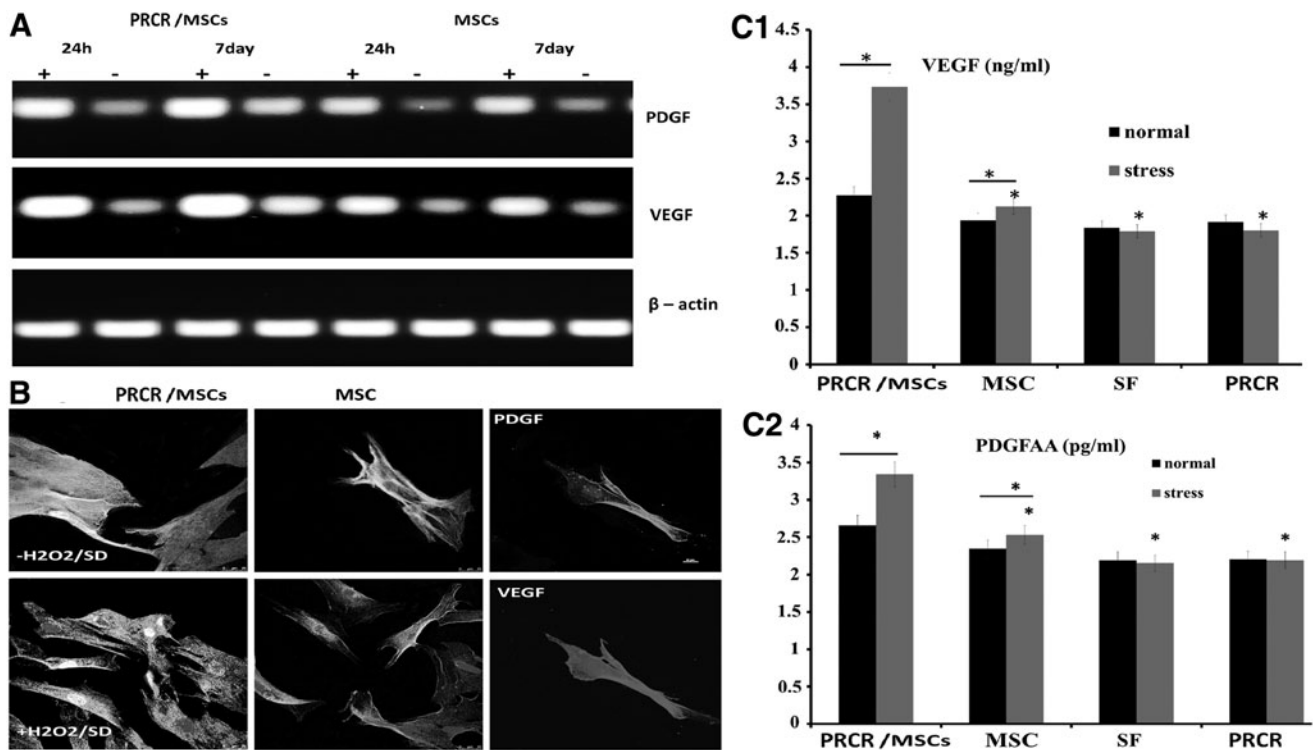 A
PRCR /MSCs MSCs
24h 7day 24h 7day
+ - + - + - + -
PDGF
VEGF
β – actin
B
PRCR /MSCs MSC
-H2O2/SD
PDGF
+H2O2/SD
VEGF
C1
VEGF (ng/ml)
*
* *
*
*
normal
stress
4.5
4
3.5
3
2.5
2
1.5
1
0.5
0
PRCR /MSCs MSC SF PRCR
C2
PDGFAA (pg/ml)
*
*
*
*
*
normal
stress
4
3.5
3
2.5
2
1.5
1
0.5
0
PRCR /MSCs MSC SF PRCR